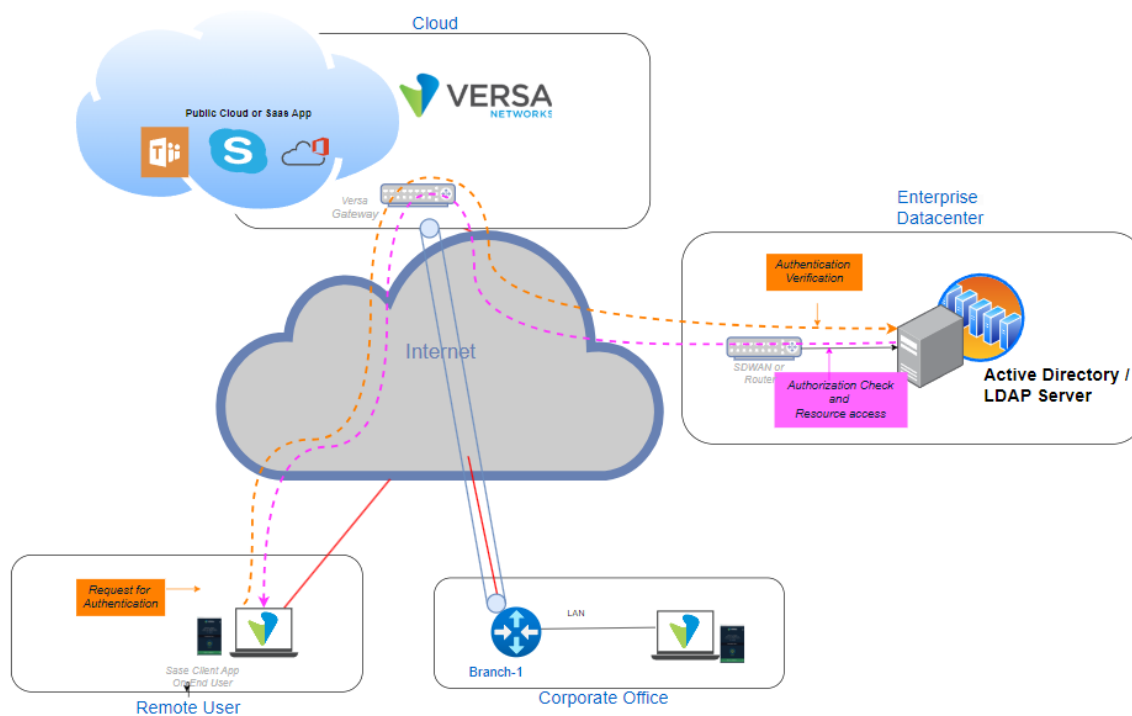 Cloud
Public Cloud or Saas App
VERSA
NETWORKS
Versa
Gateway
Enterprise
Datacenter
Authentication
Verification
Internet
SDWAN or
Router
Authorization Check
and
Resource access
Active Directory /
LDAP Server
Request for
Authentication
Sase Client App
On End User
Remote User
LAN
Branch-1
Corporate Office